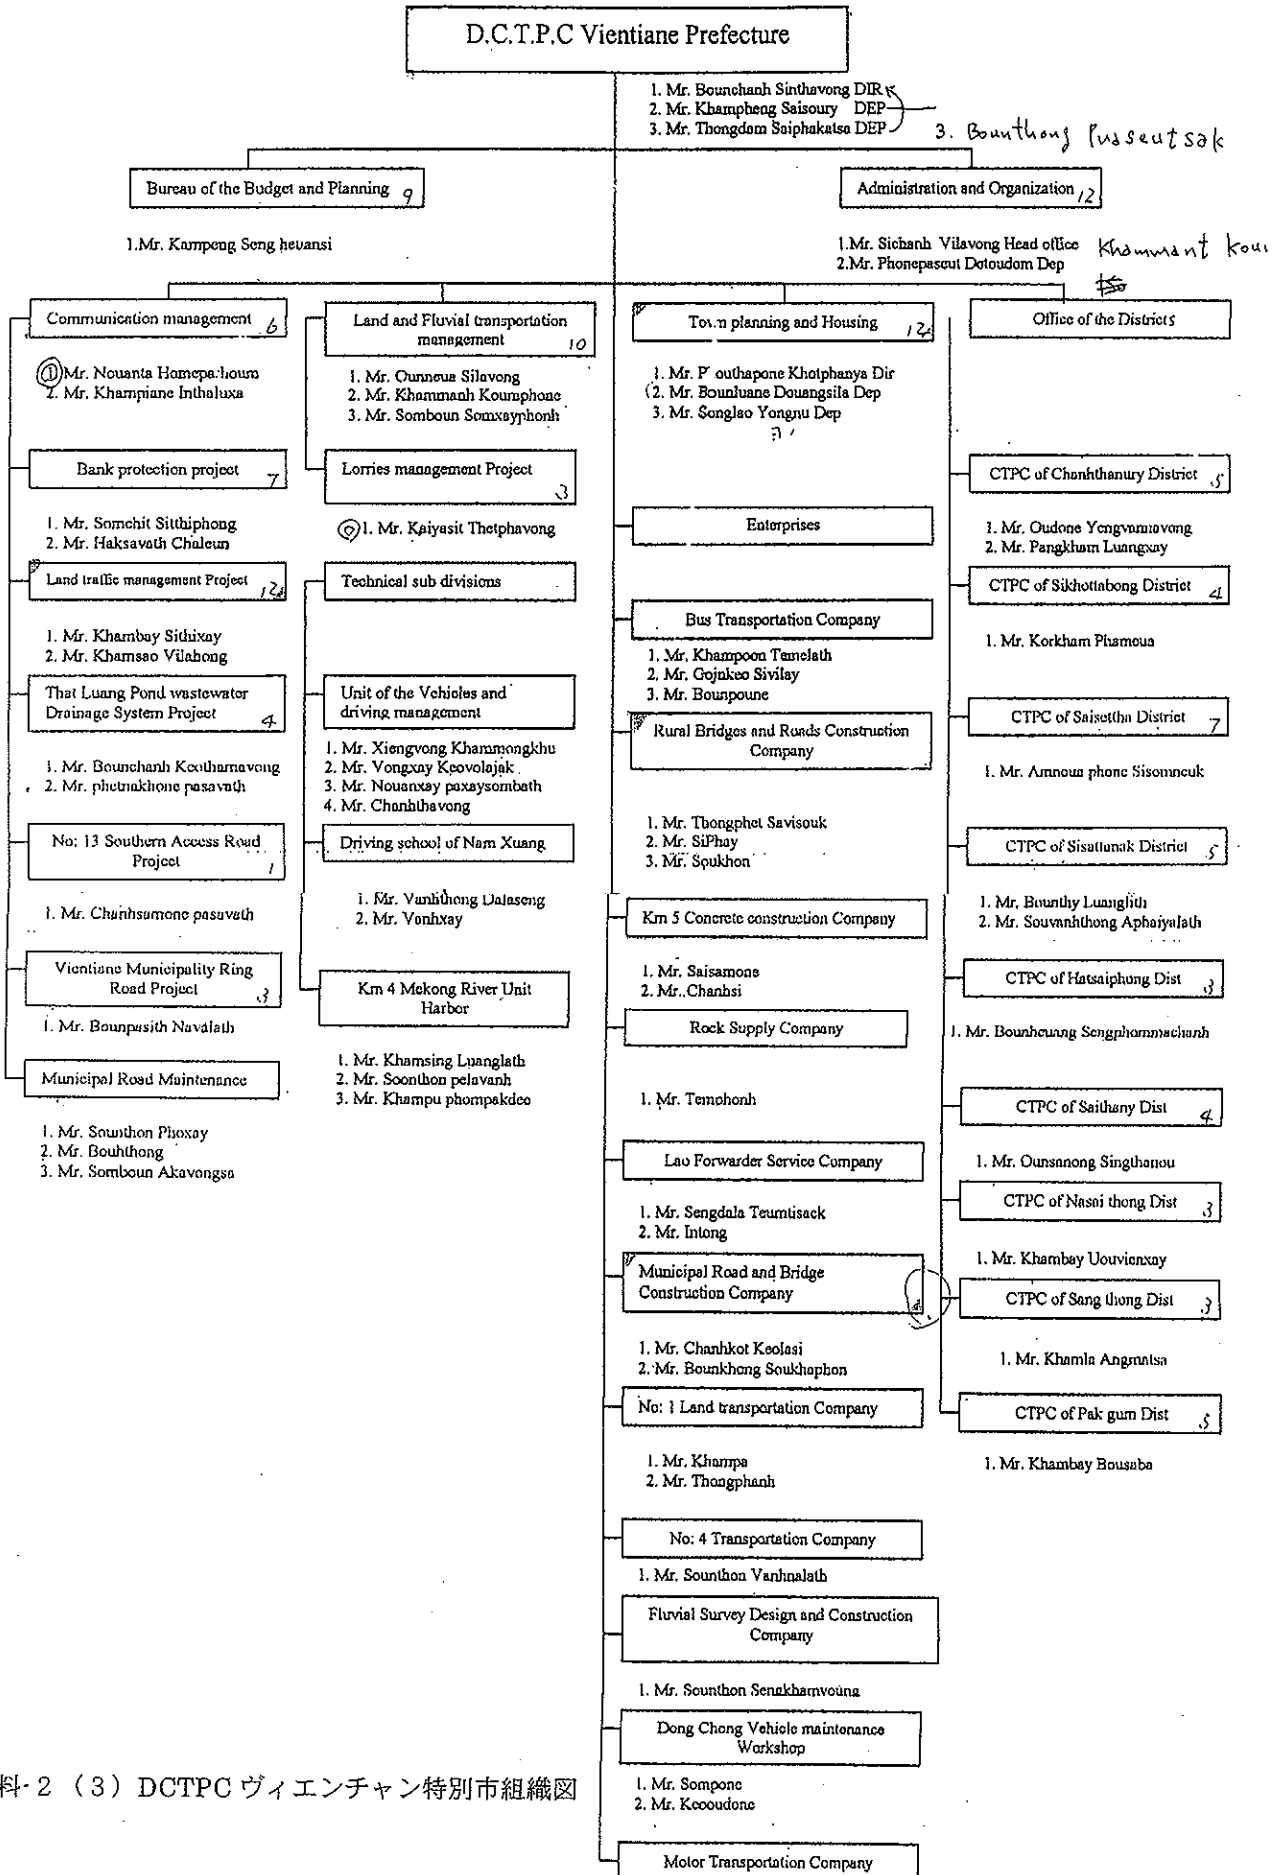 D.C.T.P.C Vientiane Prefecture
1. Mr. Bounchanh Sinthavong DIR
2. Mr. Khampheng Saisoury DEP
3. Mr. Thongdam Saiphakatsa DEP
3. Bounthong
Bureau of the Budget and Planning 9
Administration and Organization 12
1.Mr. Kampeng Seng heuansi
1.Mr. Sichanh Vilavong Head office
2.Mr. Phonepaseut Dotoudom Dep
Communication management 6
1. Mr. Nouanta Homepathoum
2. Mr. Khampiane Inthaluxa
Bank protection project 7
1. Mr. Somchit Sitthiphong
2. Mr. Haksavath Chaleun
Land traffic management Project 12
1. Mr. Khambay Sithixay
2. Mr. Khamsao Vilahong
That Luang Pond wastewater
Drainage System Project 4
1. Mr. Bounchanh Keothamavong
2. Mr. phetnakhone pasavath
No: 13 Southern Access Road
Project 1
1. Mr. Chanhsamone pasavath
Vientiane Municipality Ring
Road Project 3
1. Mr. Bounpasith Navalath
Municipal Road Maintenance
1. Mr. Sounthon Phoxay
2. Mr. Bouhthong
3. Mr. Somboun Akavongsa
Land and Fluvial transportation
management 10
1. Mr. Ounneua Silavong
2. Mr. Khammanh Koumphone
3. Mr. Somboun Somxayphonh
Lorries management Project
3
1. Mr. Kaiyasit Thetphavong
Technical sub divisions
Unit of the Vehicles and
driving management
1. Mr. Xiengvong Khammongkhu
2. Mr. Vongxay Keovolajak
3. Mr. Nouanxay paxaysombath
4. Mr. Chanhthavong
Driving school of Nam Xuang
1. Mr. Vanhthong Dalaseng
2. Mr. Vonhxay
Km 4 Mekong River Unit
Harbor
1. Mr. Khamsing Luanglath
2. Mr. Soonthon pelavanh
3. Mr. Khampu phompakdee
Town planning and Housing 12
1. Mr. Khotphanya Dir
2. Mr. Bounluane Douangsila Dep
3. Mr. Songlao Yongnu Dep
Enterprises
Bus Transportation Company
1. Mr. Khampoon Temelath
2. Mr. Gojnkeo Sivilay
3. Mr. Bounpoune
Rural Bridges and Roads Construction
Company
1. Mr. Thongphet Savisouk
2. Mr. SiPhay
3. Mr. Soukhon
Km 5 Concrete construction Company
1. Mr. Saisamone
2. Mr. Chanhsi
Rock Supply Company
1. Mr. Temphonh
Lao Forwarder Service Company
1. Mr. Sengdala Teumtisack
2. Mr. Intong
Municipal Road and Bridge
Construction Company
1. Mr. Chanhkot Keolasi
2. Mr. Bounkhong Soukhaphon
No: 1 Land transportation Company
1. Mr. Khampa
2. Mr. Thongphanh
No: 4 Transportation Company
1. Mr. Sounthon Vanhnalath
Fluvial Survey Design and Construction
Company
1. Mr. Sounthon Sengkhamvoung
Dong Chong Vehicle maintenance
Workshop
1. Mr. Sompone
2. Mr. Keooudone
Motor Transportation Company
Office of the Districts
CTPC of Chanhthanury District 5
1. Mr. Oudone Yengvamavong
2. Mr. Pangkham Luangxay
CTPC of Sikhottabong District 4
1. Mr. Korkham Phameua
CTPC of Saisettha District 7
1. Mr. Amneua phone Sisomneuk
CTPC of Sisattanak District 5
1. Mr. Bounthy Luanglith
2. Mr. Souvanhthong Aphaiyalath
CTPC of Hatsaiphong Dist 3
1. Mr. Bounheuang Sengphommachanh
CTPC of Saithany Dist 4
1. Mr. Ounsanong Singthanou
CTPC of Nasai thong Dist 3
1. Mr. Khambay Uouvienxay
CTPC of Sang thong Dist 3
1. Mr. Khamla Angmatsa
CTPC of Pak gum Dist 5
1. Mr. Khambay Bousaba
料-2 (3) DCTPC ヴィエンチャン特別市組織図